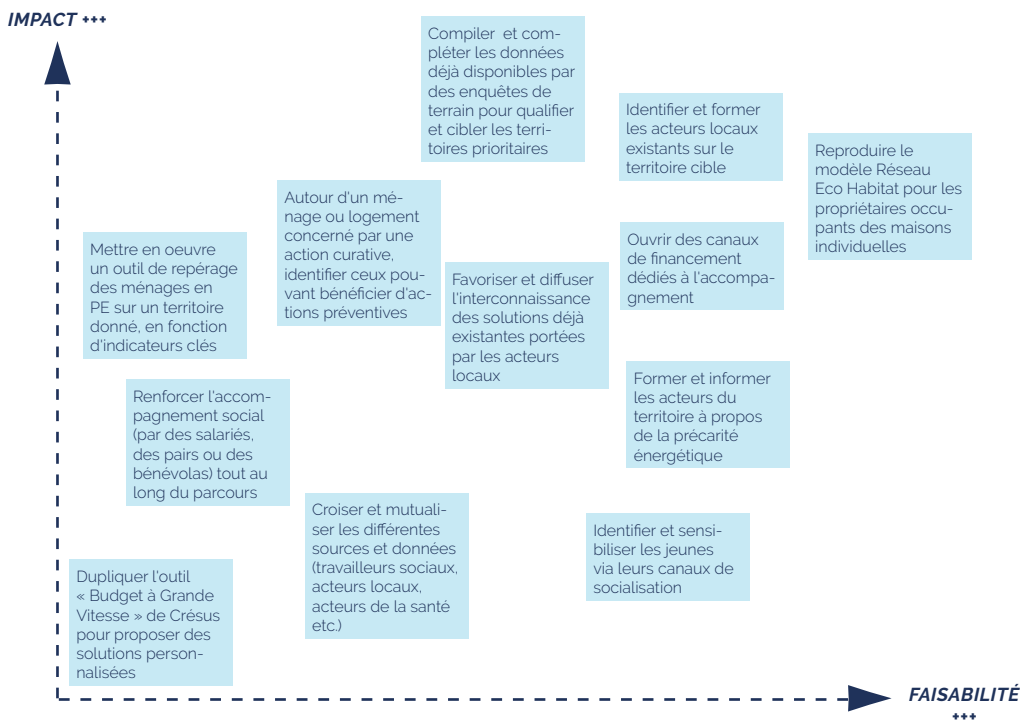 IMPACT +++
Compiler et com-
pléter les données
déjà disponibles par
des enquêtes de
terrain pour qualifier
et cibler les terri-
toires prioritaires
Identifier et former
les acteurs locaux
existants sur le
territoire cible
Reproduire le
modèle Réseau
Eco Habitat pour les
propriétaires occu-
pants des maisons
individuelles
Autour d'un mé-
nage ou logement
concerné par une
action curative,
identifier ceux pou-
vant bénéficier d'ac-
tions préventives
Mettre en oeuvre
un outil de repérage
des ménages en
PE sur un territoire
donné, en fonction
d'indicateurs clés
Ouvrir des canaux
de financement
dédiés à l'accompa-
gnement
Favoriser et diffuser
l'interconnaissance
des solutions déjà
existantes portées
par les acteurs
locaux
Former et informer
les acteurs du
territoire à propos
de la précarité
énergétique
Renforcer l'accom-
pagnement social
(par des salariés,
des pairs ou des
bénévolas) tout au
long du parcours
Croiser et mutuali-
ser les différentes
sources et données
(travailleurs sociaux,
acteurs locaux,
acteurs de la santé
etc.)
Identifier et sensi-
biliser les jeunes
via leurs canaux de
socialisation
Dupliquer l'outil
« Budget à Grande
Vitesse » de Crésus
pour proposer des
solutions person-
nalisées
FAISABILITÉ
+++